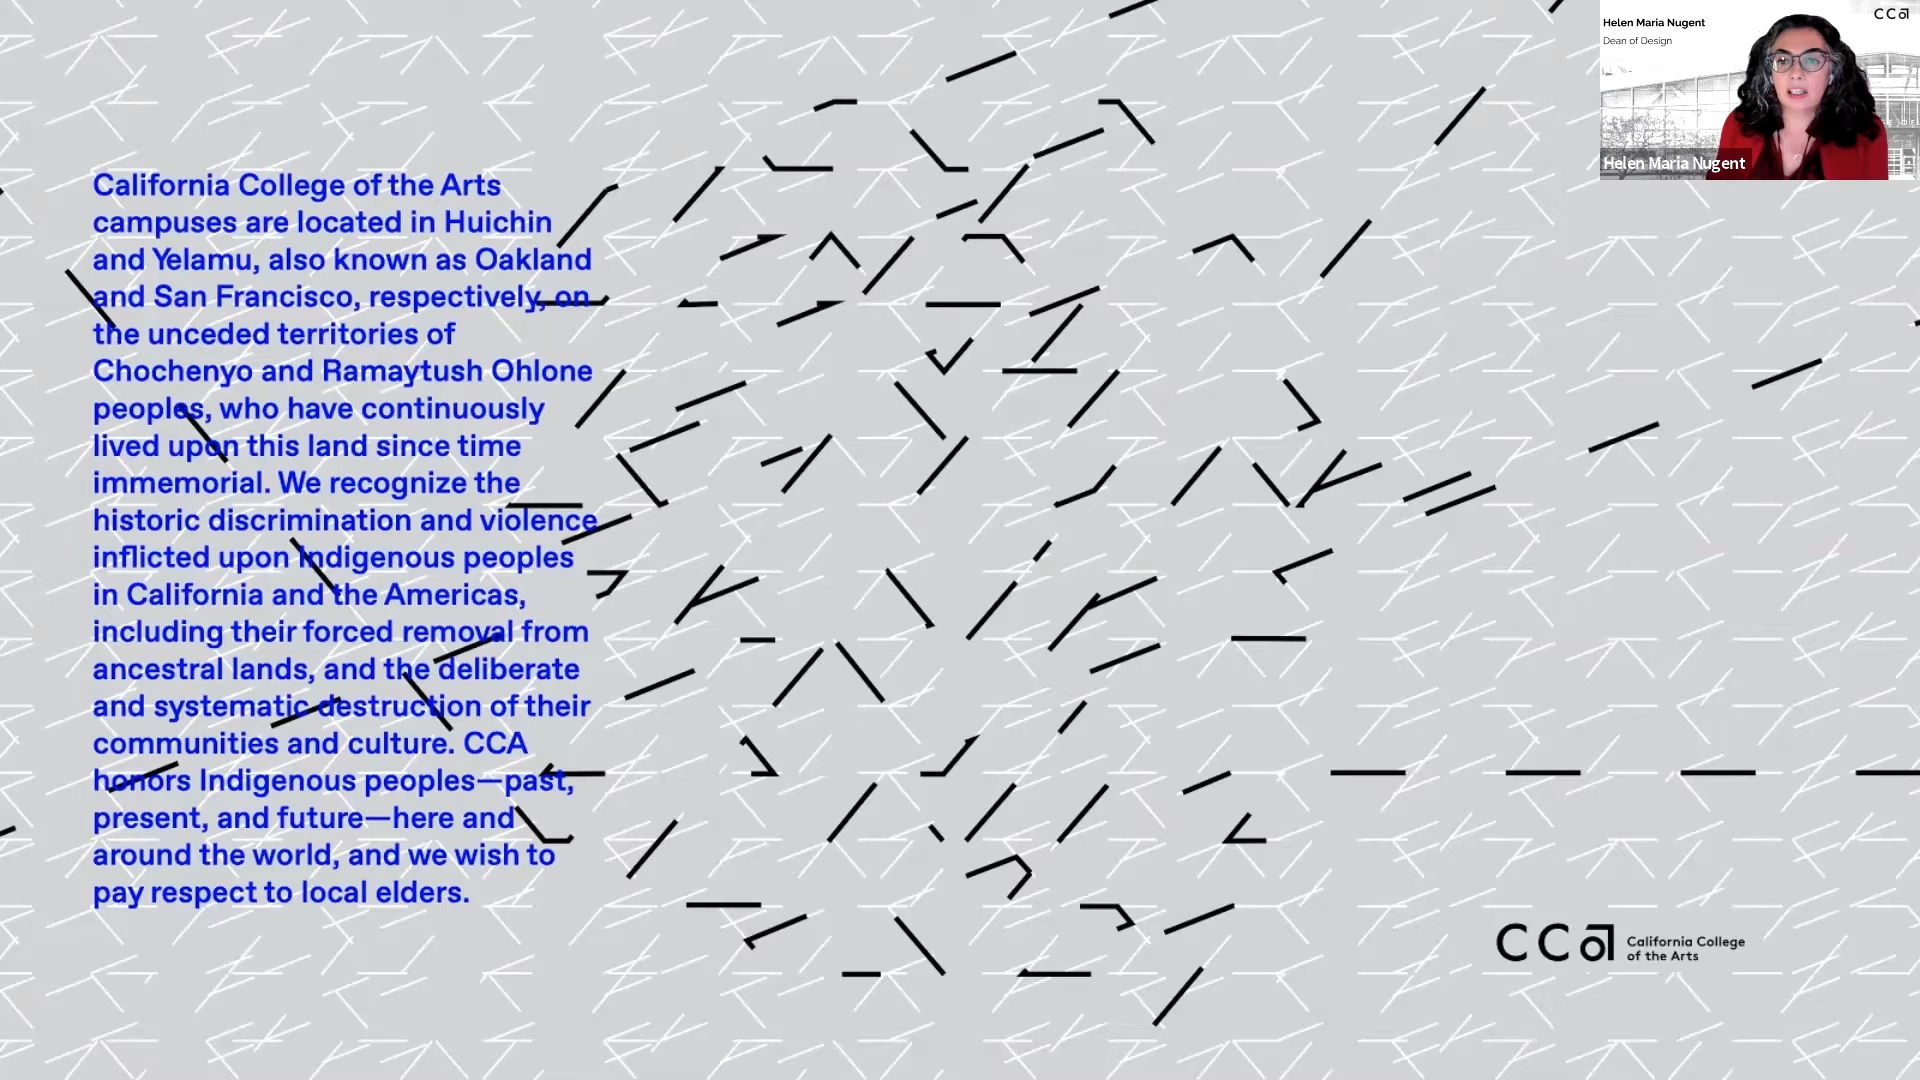 California College of the Arts
campuses are located in Huichin
and Yelamu, also known as Oakland
and San Francisco, respectively, on
the unceded territories of
Chochenyo and Ramaytush Ohlone
peoples, who have continuously
lived upon this land since time
immemorial. We recognize the
historic discrimination and violence
inflicted upon Indigenous peoples
in California and the Americas,
including their forced removal from
ancestral lands, and the deliberate
and systematic destruction of their
communities and culture. CCA
honors Indigenous peoples—past,
present, and future—here and
around the world, and we wish to
pay respect to local elders.
Helen Maria Nugent
Dean of Design
CCa
Helen Maria Nugent
CCa
California College
of the Arts